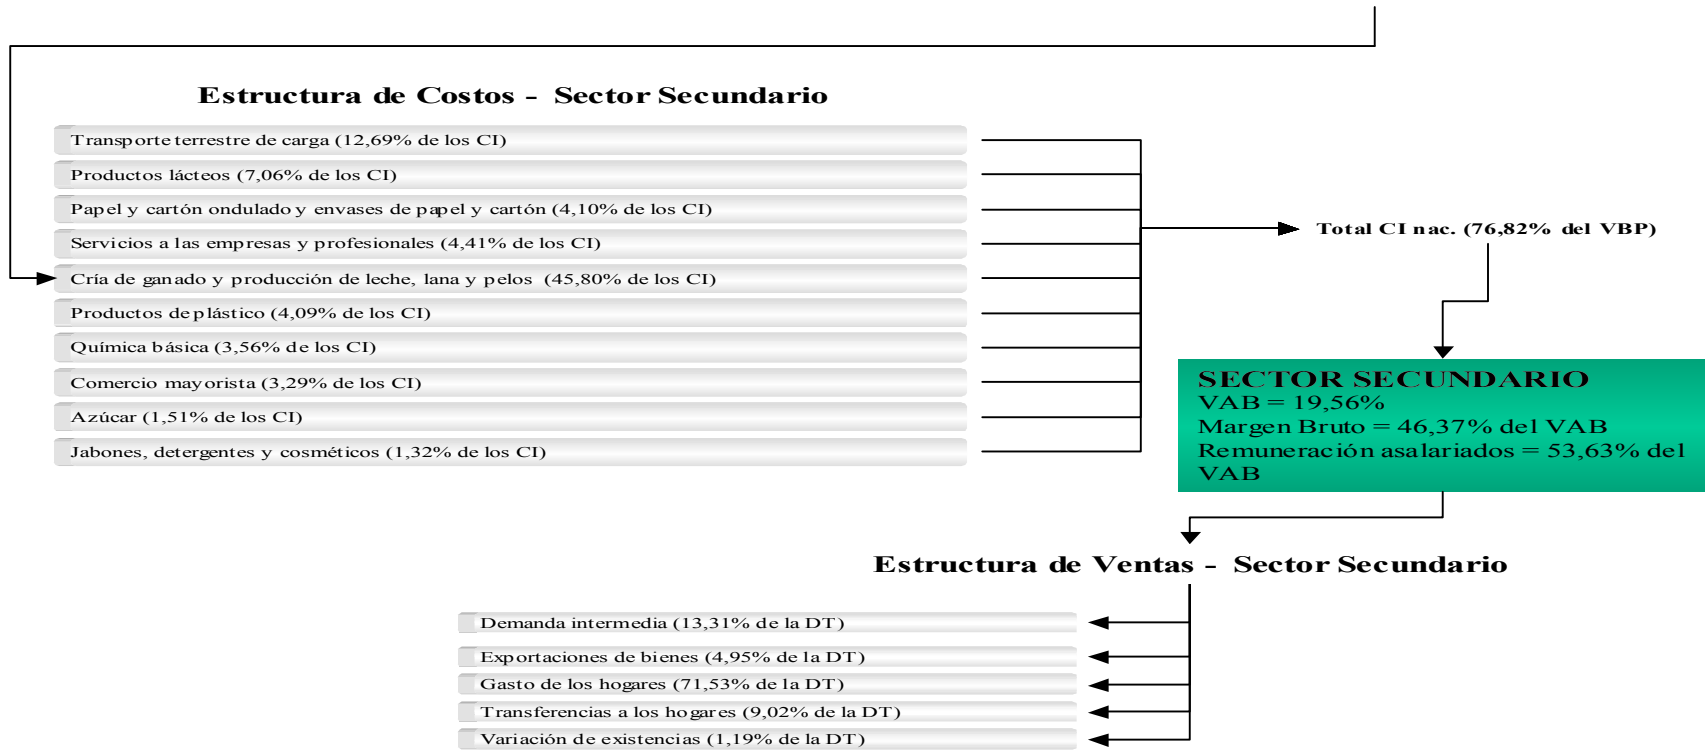 Estructura de Costos - Sector Secundario
Transporte terrestre de carga (12,69% de los CI)
Productos lácteos (7,06% de los CI)
Papel y cartón ondulado y envases de papel y cartón (4,10% de los CI)
Servicios a las empresas y profesionales (4,41% de los CI)
Cría de ganado y producción de leche, lana y pelos (45,80% de los CI)
Productos de plástico (4,09% de los CI)
Química básica (3,56% de los CI)
Comercio mayorista (3,29% de los CI)
Azúcar (1,51% de los CI)
Jabones, detergentes y cosméticos (1,32% de los CI)
Total CI nac. (76,82% del VBP)
SECTOR SECUNDARIO
VAB = 19,56%
Margen Bruto = 46,37% del VAB
Remuneración asalariados = 53,63% del
VAB
Estructura de Ventas - Sector Secundario
Demanda intermedia (13,31% de la DT)
Exportaciones de bienes (4,95% de la DT)
Gasto de los hogares (71,53% de la DT)
Transferencias a los hogares (9,02% de la DT)
Variación de existencias (1,19% de la DT)